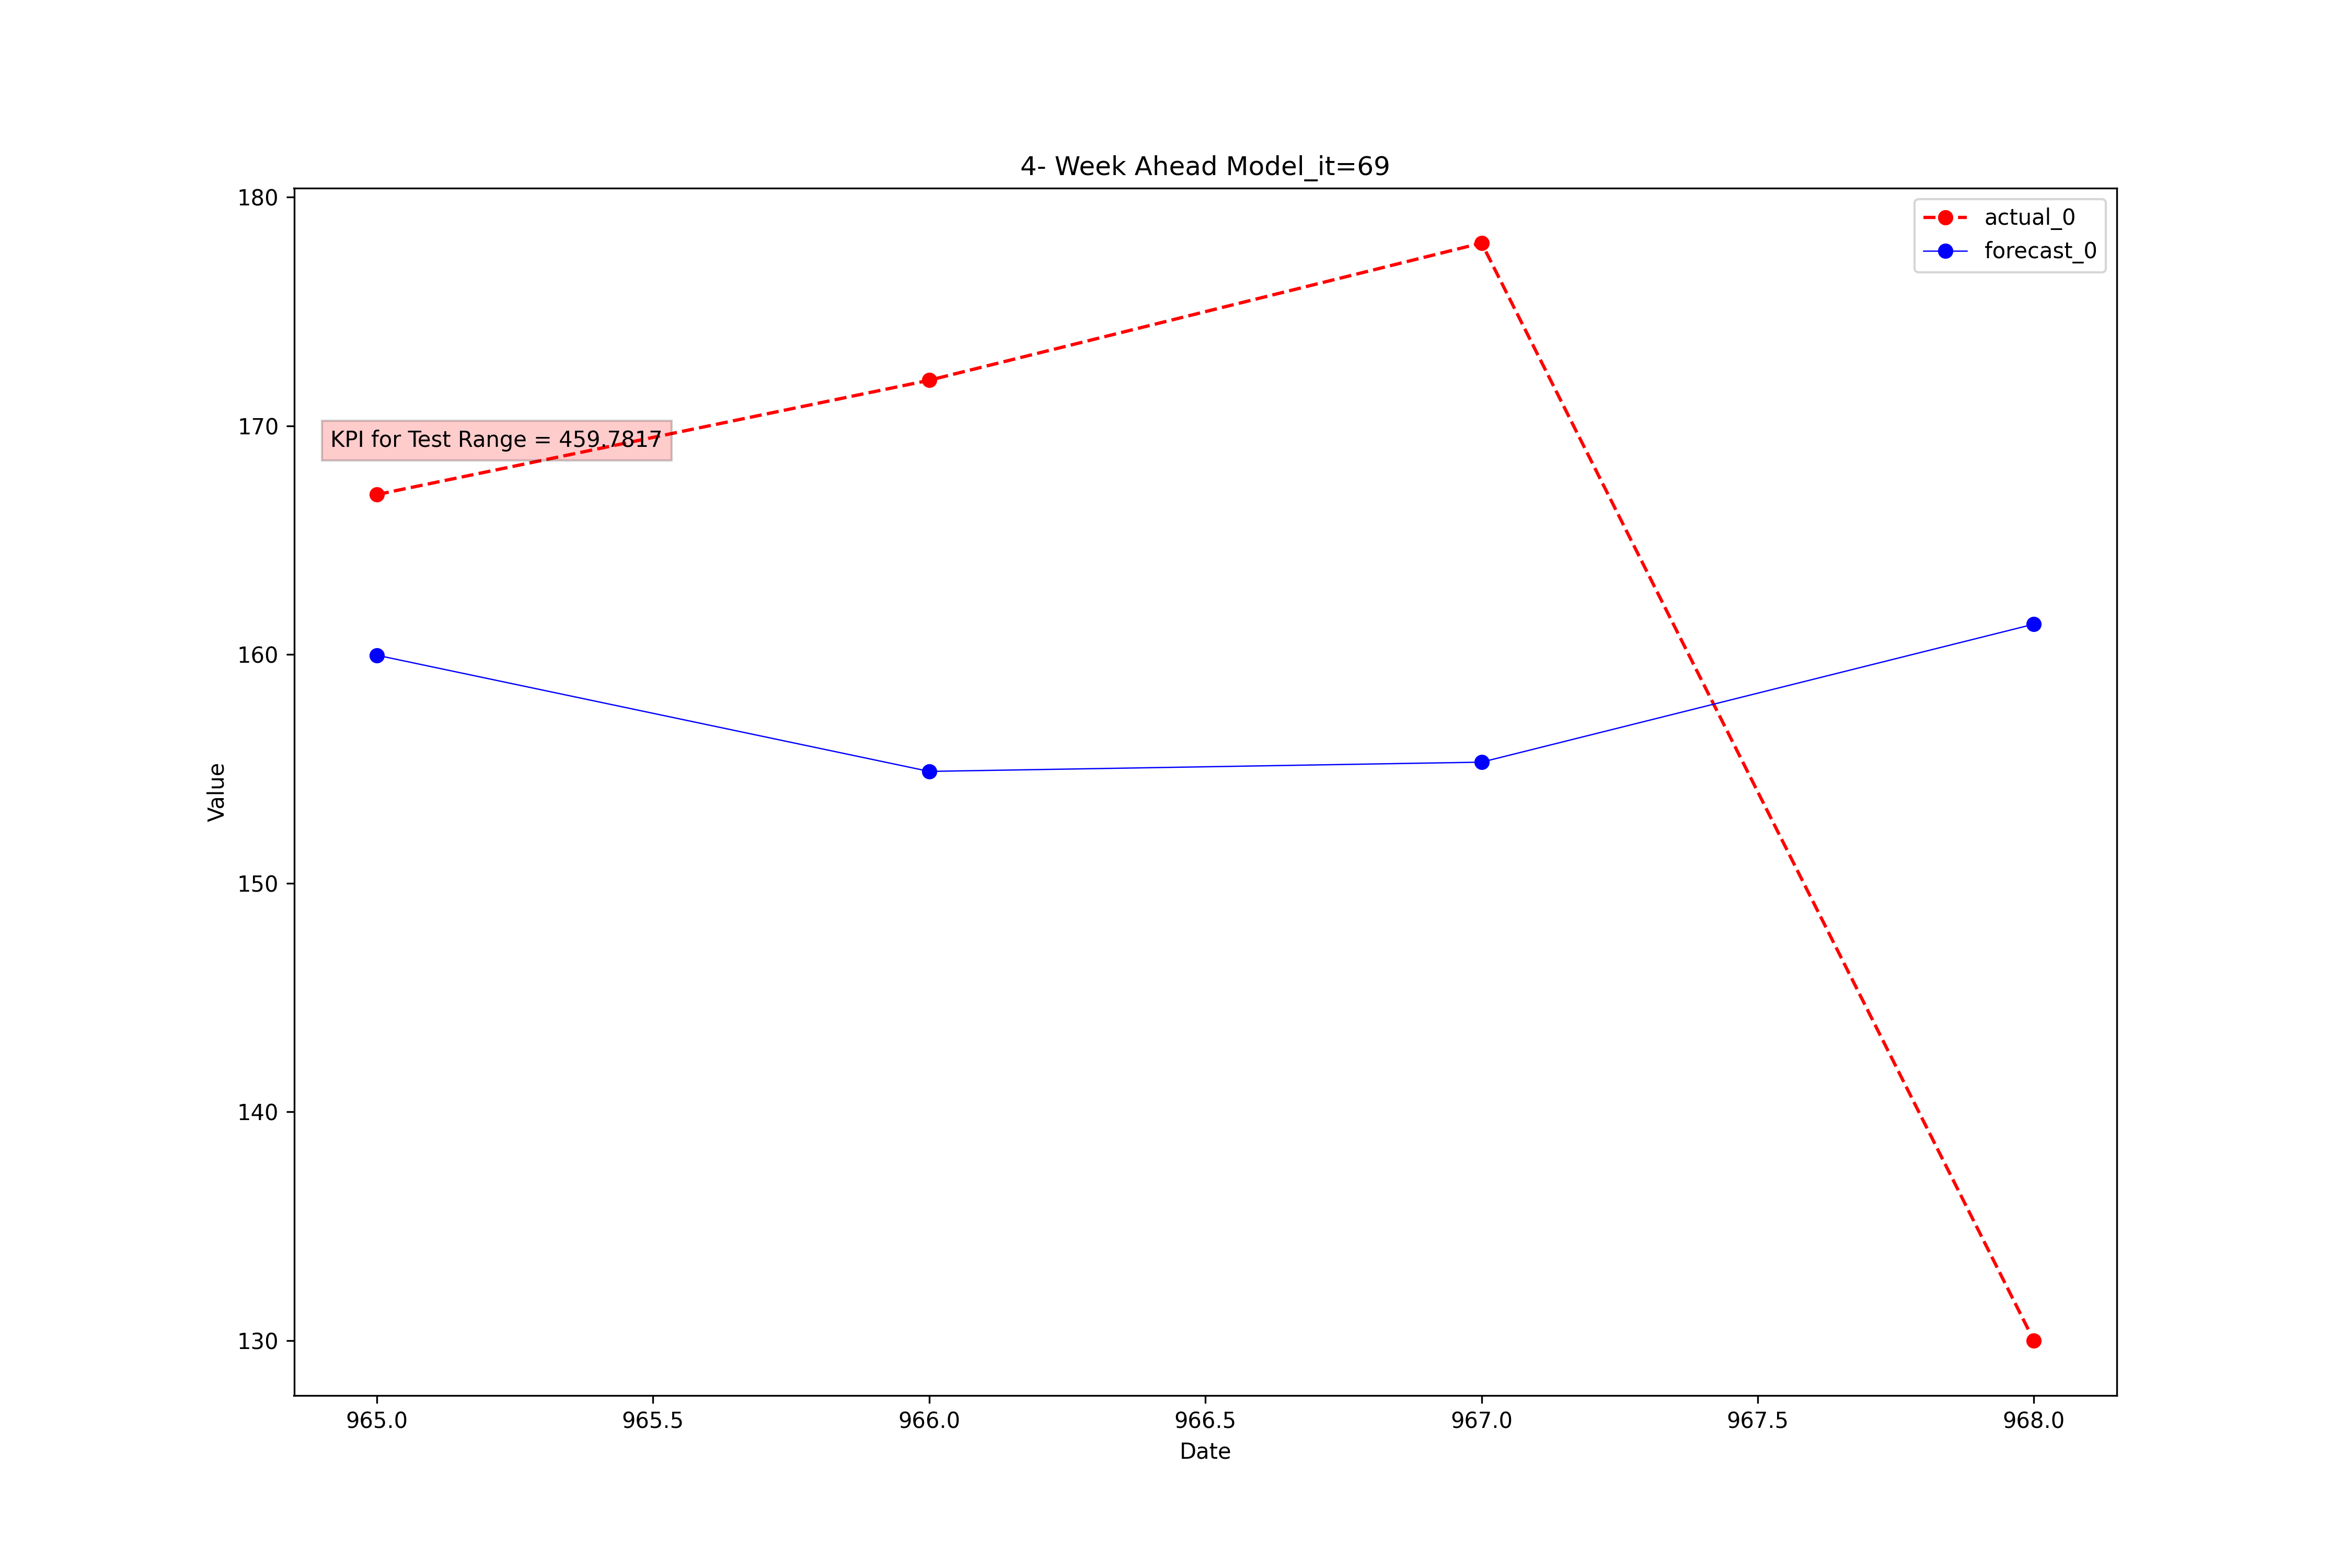 4- Week Ahead Model_it=69
180
170
160
150
140
130
Value
KPI for Test Range = 459.7817
actual_0
forecast_0
965.0 965.5 966.0 966.5 967.0 967.5 968.0
Date